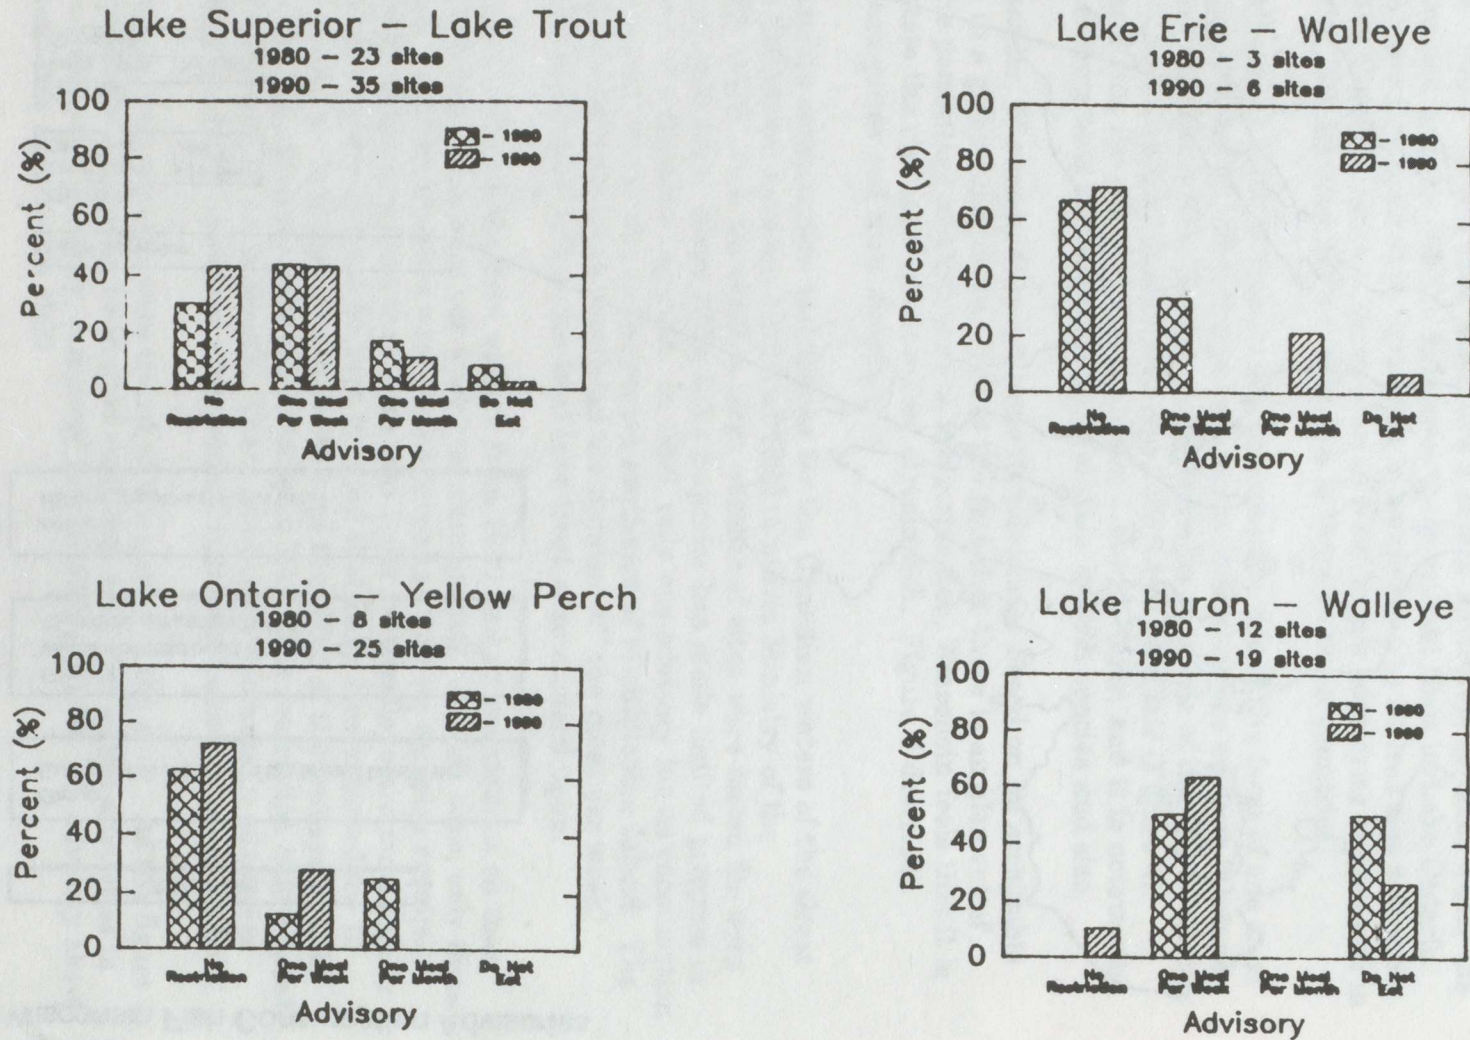 Lake Superior — Lake Trout
1980 — 23 sites
1990 — 35 sites
100
80
60
40
20
0
Percent (%)
- 1980
- 1990
No Restriction
One Meal Per Week
One Meal Per Month
Do Not Eat
Advisory
Lake Erie — Walleye
1980 — 3 sites
1990 — 6 sites
100
80
60
40
20
0
Percent (%)
- 1980
- 1990
No Restriction
One Meal Per Week
One Meal Per Month
Do Not Eat
Advisory
Lake Ontario — Yellow Perch
1980 — 8 sites
1990 — 25 sites
100
80
60
40
20
0
Percent (%)
- 1980
- 1990
No Restriction
One Meal Per Week
One Meal Per Month
Do Not Eat
Advisory
Lake Huron — Walleye
1980 — 12 sites
1990 — 19 sites
100
80
60
40
20
0
Percent (%)
- 1980
- 1990
No Restriction
One Meal Per Week
One Meal Per Month
Do Not Eat
Advisory